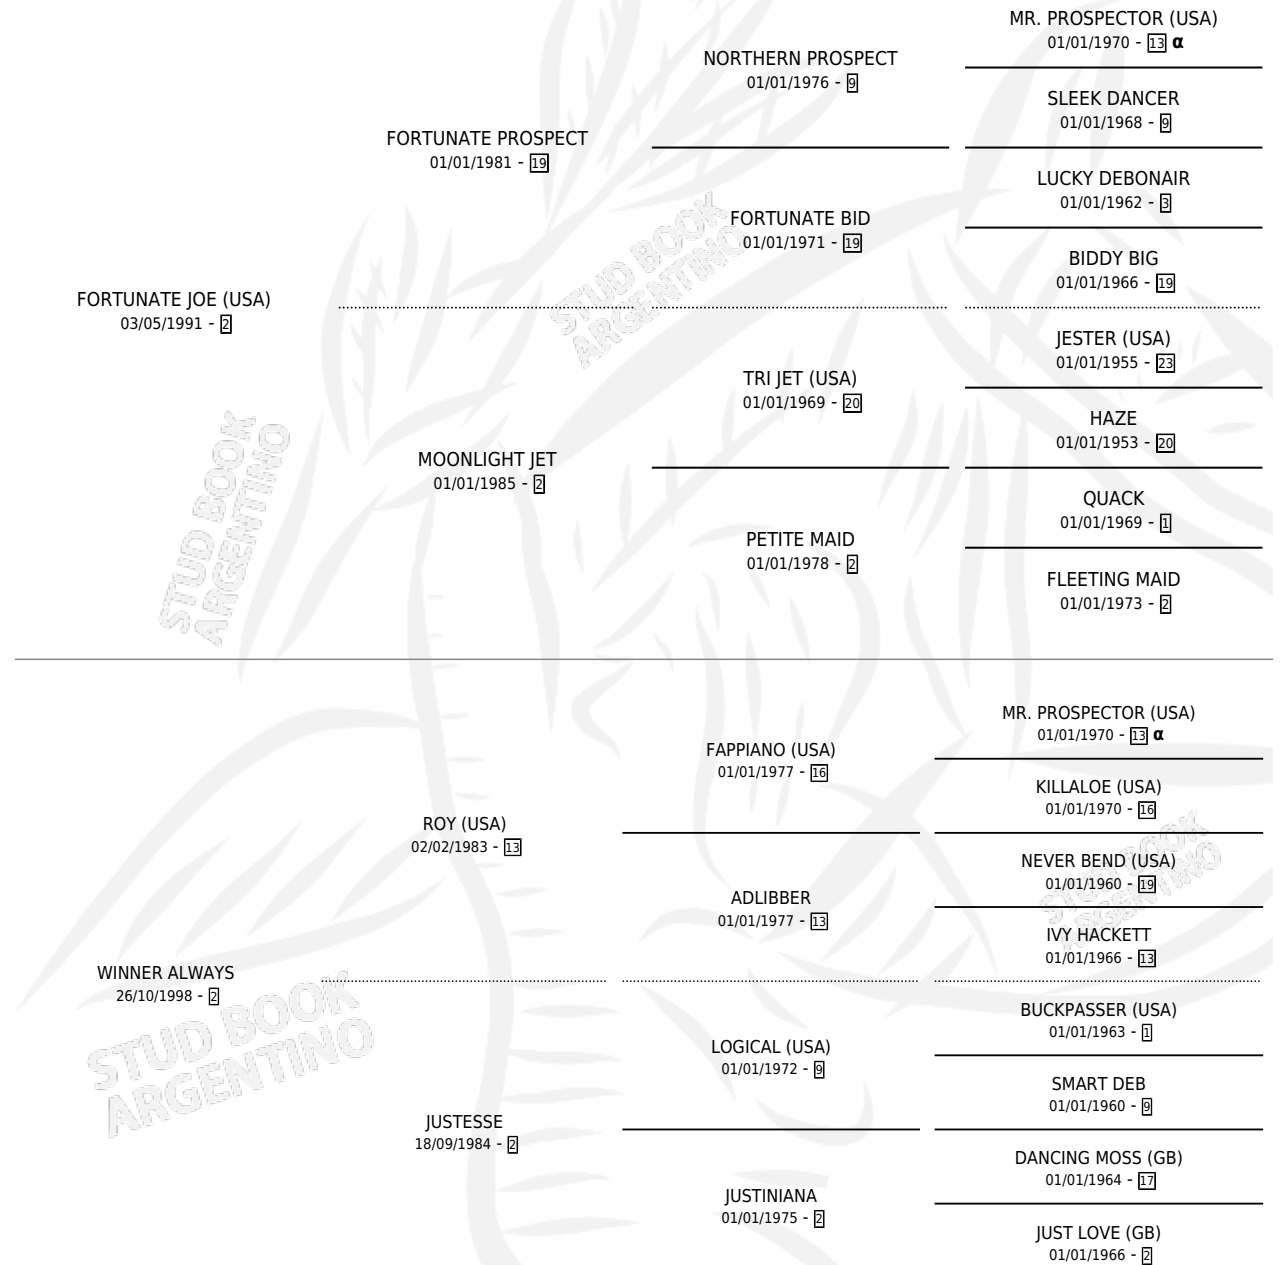 MR. PROSPECTOR (USA)
01/01/1970 - 13 α
NORTHERN PROSPECT
01/01/1976 - 9
SLEEK DANCER
01/01/1968 - 9
FORTUNATE PROSPECT
01/01/1981 - 19
LUCKY DEBONAIR
01/01/1962 - 3
FORTUNATE BID
01/01/1971 - 19
BIDDY BIG
01/01/1966 - 19
STUD BOOK
ARGENTINO
FORTUNATE JOE (USA)
03/05/1991 - 2
JESTER (USA)
01/01/1955 - 23
TRI JET (USA)
01/01/1969 - 20
HAZE
01/01/1953 - 20
MOONLIGHT JET
01/01/1985 - 2
QUACK
01/01/1969 - 1
PETITE MAID
01/01/1978 - 2
FLEETING MAID
01/01/1973 - 2
STUD BOOK
ARGENTINO
MR. PROSPECTOR (USA)
01/01/1970 - 13 α
FAPPIANO (USA)
01/01/1977 - 16
KILLALOE (USA)
01/01/1970 - 16
ROY (USA)
02/02/1983 - 13
NEVER BEND (USA)
01/01/1960 - 19
ADLIBBER
01/01/1977 - 13
IVY HACKETT
01/01/1966 - 13
STUD BOOK
ARGENTINO
WINNER ALWAYS
26/10/1998 - 2
BUCKPASSER (USA)
01/01/1963 - 1
LOGICAL (USA)
01/01/1972 - 9
SMART DEB
01/01/1960 - 9
STUD BOOK
ARGENTINO
JUSTESSE
18/09/1984 - 2
DANCING MOSS (GB)
01/01/1964 - 17
JUSTINIANA
01/01/1975 - 2
JUST LOVE (GB)
01/01/1966 - 2